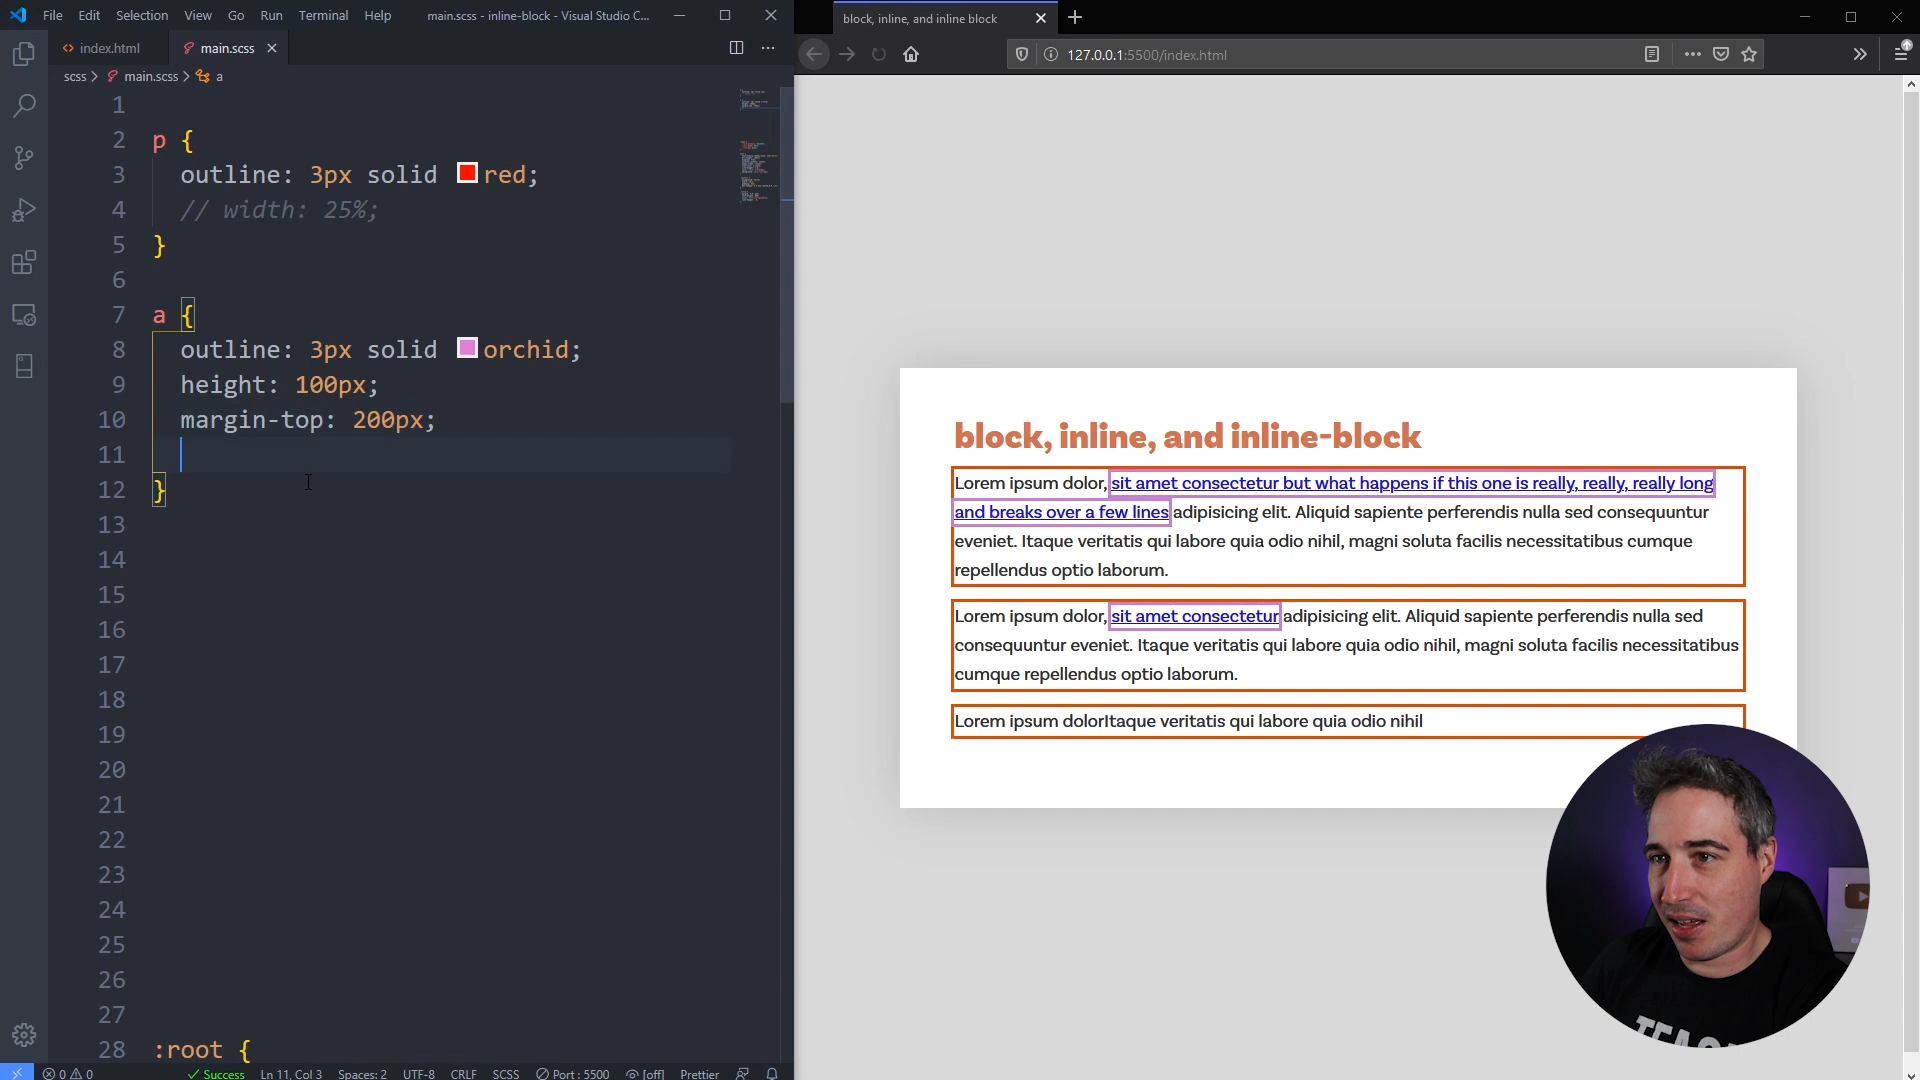 File Edit Selection View Go Run Terminal Help main.scss - inline-block - Visual Studio C...
index.html main.scss
scss > main.scss > a
1
2 p {
3 outline: 3px solid red;
4 // width: 25%;
5 }
6
7 a {
8 outline: 3px solid orchid;
9 height: 100px;
10 margin-top: 200px;
11
12 }
13
14
15
16
17
18
19
20
21
22
23
24
25
26
27
28 :root {
0 0 Success Ln 11, Col 3 Spaces: 2 UTF-8 CRLF SCSS Port : 5500 [off] Prettier
block, inline, and inline block
127.0.0.1:5500/index.html
block, inline, and inline-block
Lorem ipsum dolor, sit amet consectetur but what happens if this one is really, really, really long
and breaks over a few lines adipisicing elit. Aliquid sapiente perferendis nulla sed consequuntur
eveniet. Itaque veritatis qui labore quia odio nihil, magni soluta facilis necessitatibus cumque
repellendus optio laborum.
Lorem ipsum dolor, sit amet consectetur adipisicing elit. Aliquid sapiente perferendis nulla sed
consequuntur eveniet. Itaque veritatis qui labore quia odio nihil, magni soluta facilis necessitatibus
cumque repellendus optio laborum.
Lorem ipsum dolorItaque veritatis qui labore quia odio nihil